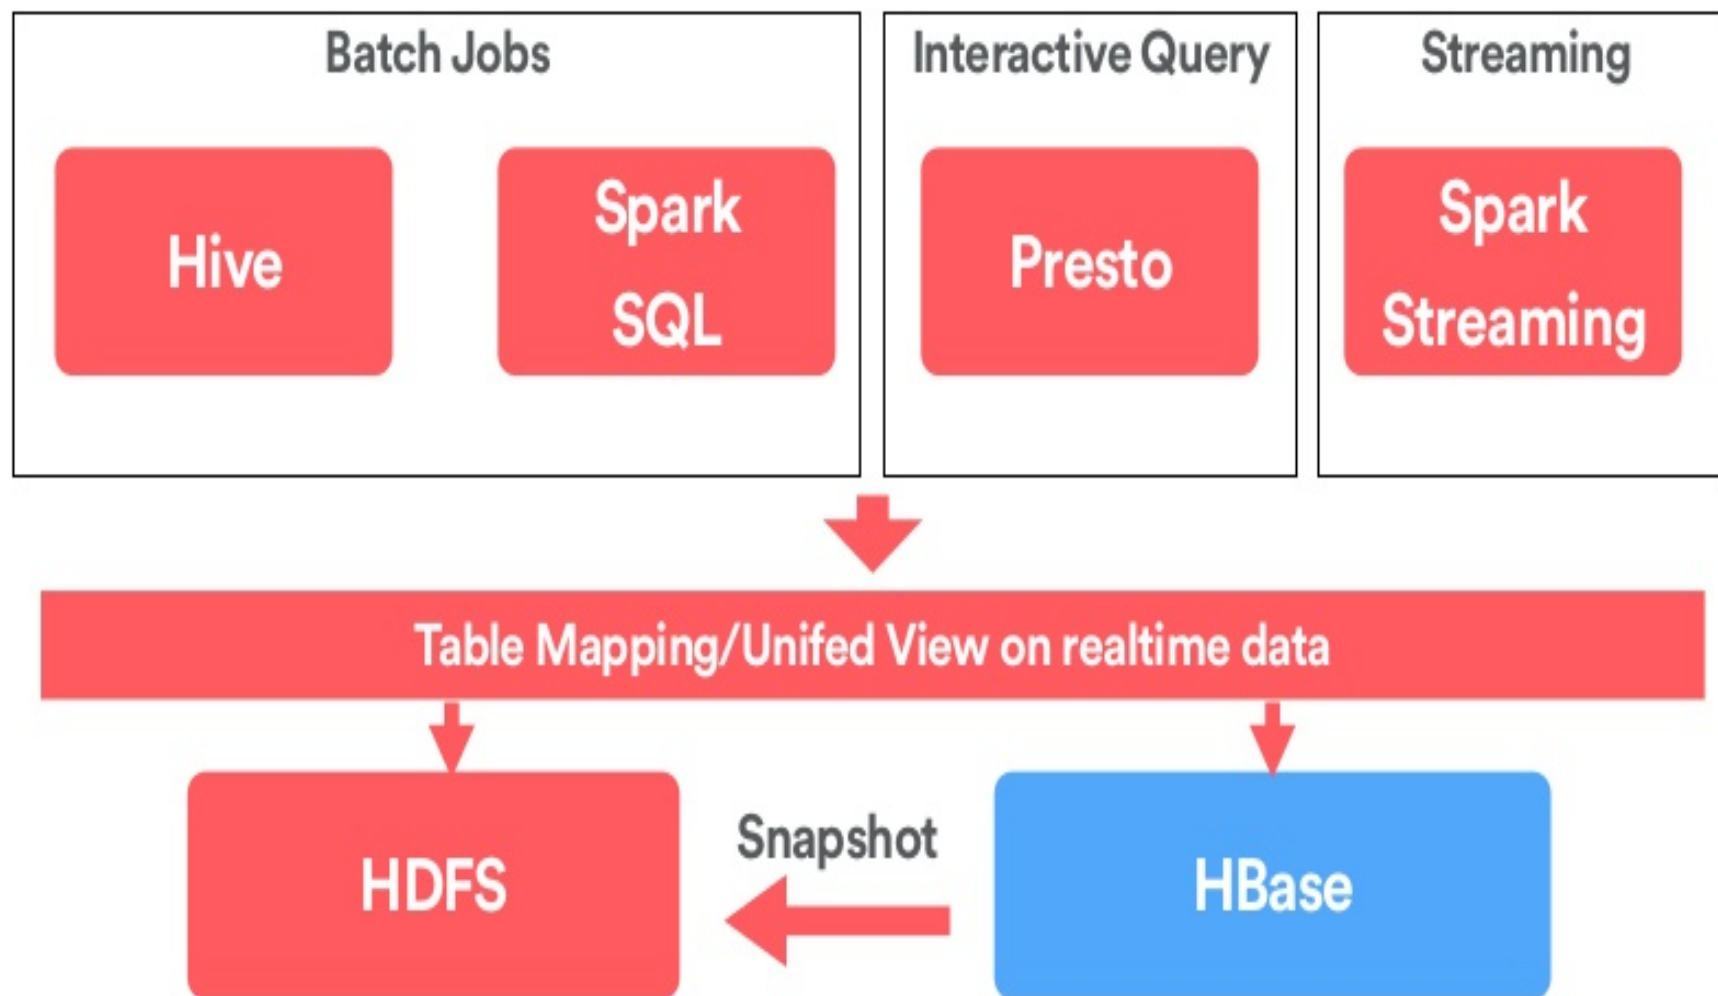 Batch Jobs
Interactive Query
Streaming
Hive
Spark
SQL
Presto
Spark
Streaming
Table Mapping/Unifed View on realtime data
HDFS
Snapshot
HBase